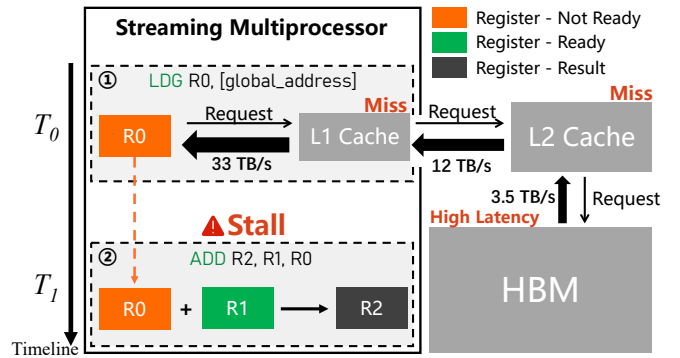 Streaming Multiprocessor
Register - Not Ready
Register - Ready
Register - Result
① LDG R0, [global_address]
Miss
Miss
T0
R0
Request
L1 Cache
Request
L2 Cache
33 TB/s
12 TB/s
3.5 TB/s
Request
High Latency
Stall
② ADD R2, R1, R0
HBM
T1
R0 + R1 R2
Timeline